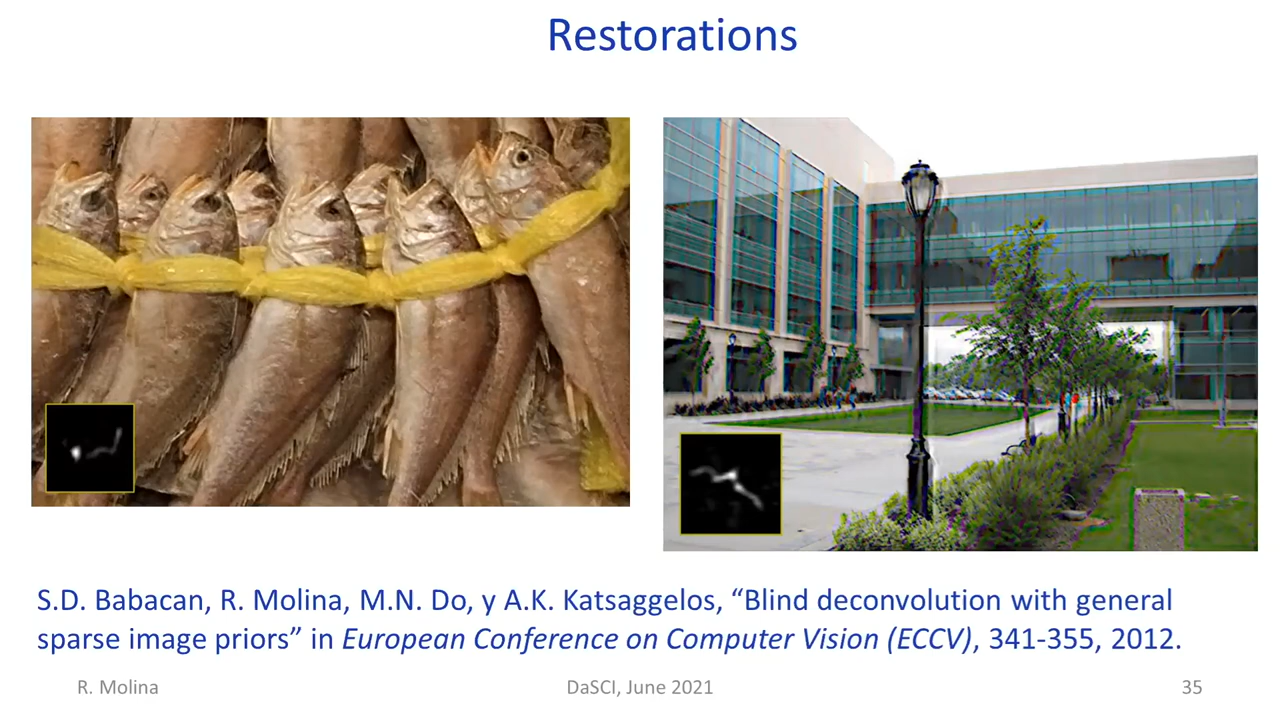 Restorations
S.D. Babacan, R. Molina, M.N. Do, y A.K. Katsaggelos, “Blind deconvolution with general
sparse image priors” in European Conference on Computer Vision (ECCV), 341-355, 2012.
R. Molina
DaSCI, June 2021
35